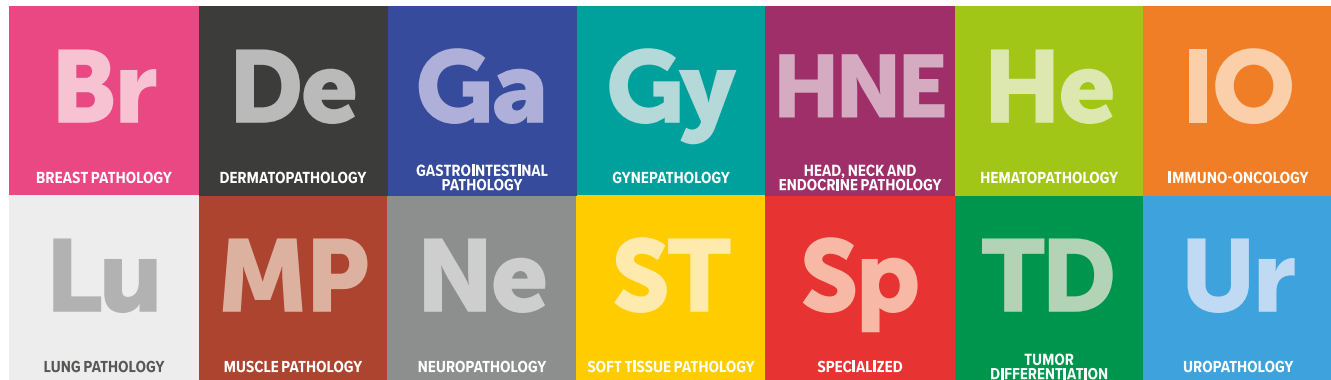 Br
BREAST PATHOLOGY
De
DERMATOPATHOLOGY
Ga
GASTROINTESTINAL
PATHOLOGY
Gy
GYNEPATHOLOGY
HNE
HEAD, NECK AND
ENDOCRINE PATHOLOGY
He
HEMATOPATHOLOGY
IO
IMMUNO-ONCOLOGY
Lu
LUNG PATHOLOGY
MP
MUSCLE PATHOLOGY
Ne
NEUROPATHOLOGY
ST
SOFT TISSUE PATHOLOGY
Sp
SPECIALIZED
TD
TUMOR
DIFFERENTIATION
Ur
UROPATHOLOGY